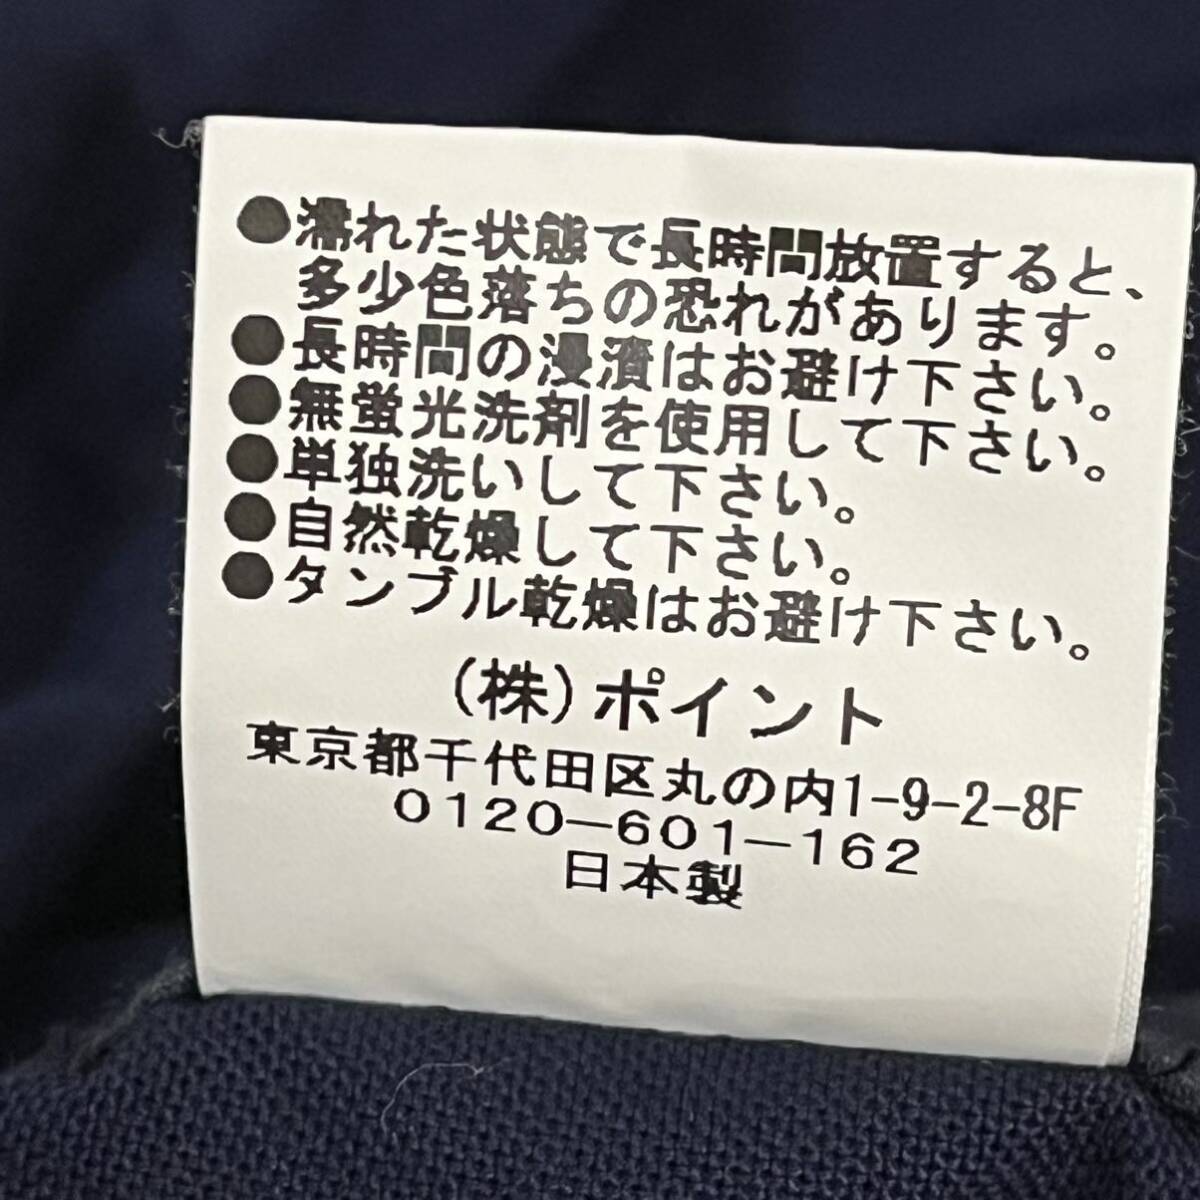 ●濡れた状態で長時間放置すると、
多少色落ちの恐れがあります。
●長時間の浸漬はお避け下さい。
●無蛍光洗剤を使用して下さい。
●単独洗いして下さい。
●自然乾燥して下さい。
●タンブル乾燥はお避け下さい。
(株)ポイント
東京都千代田区丸の内1-9-2-8F
0120-601-162
日本製